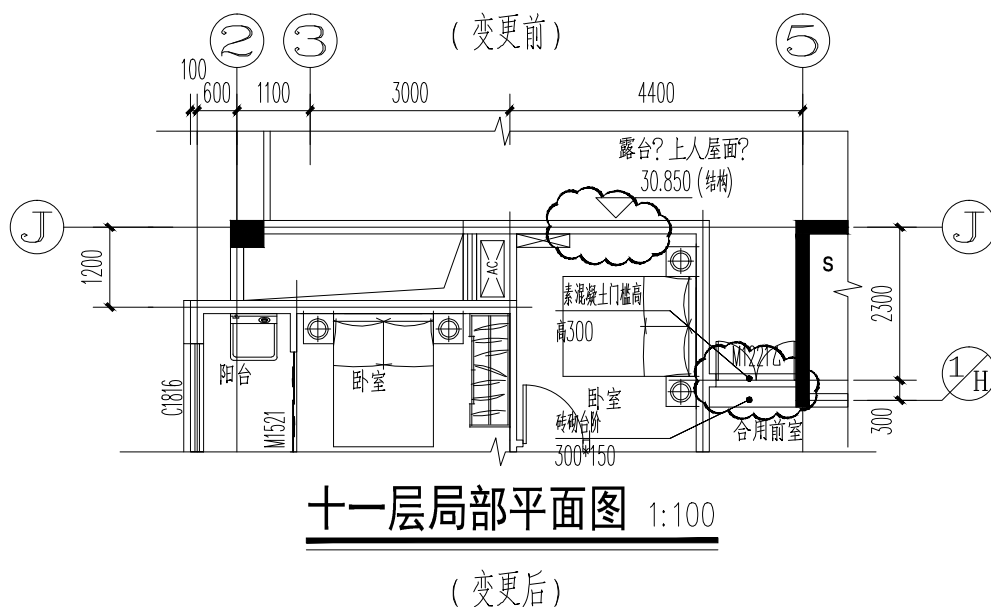 （变更前）
2
3
5
100
600
1100
3000
4400
露台？上人屋面？
30.850（结构）
J
J
1200
AC
S
2300
素混凝土门槛高
高300
1/H
阳台
卧室
卧室
C1816
M1521
砖砌台阶
300*150
合用前室
300
十一层局部平面图 1:100
（变更后）